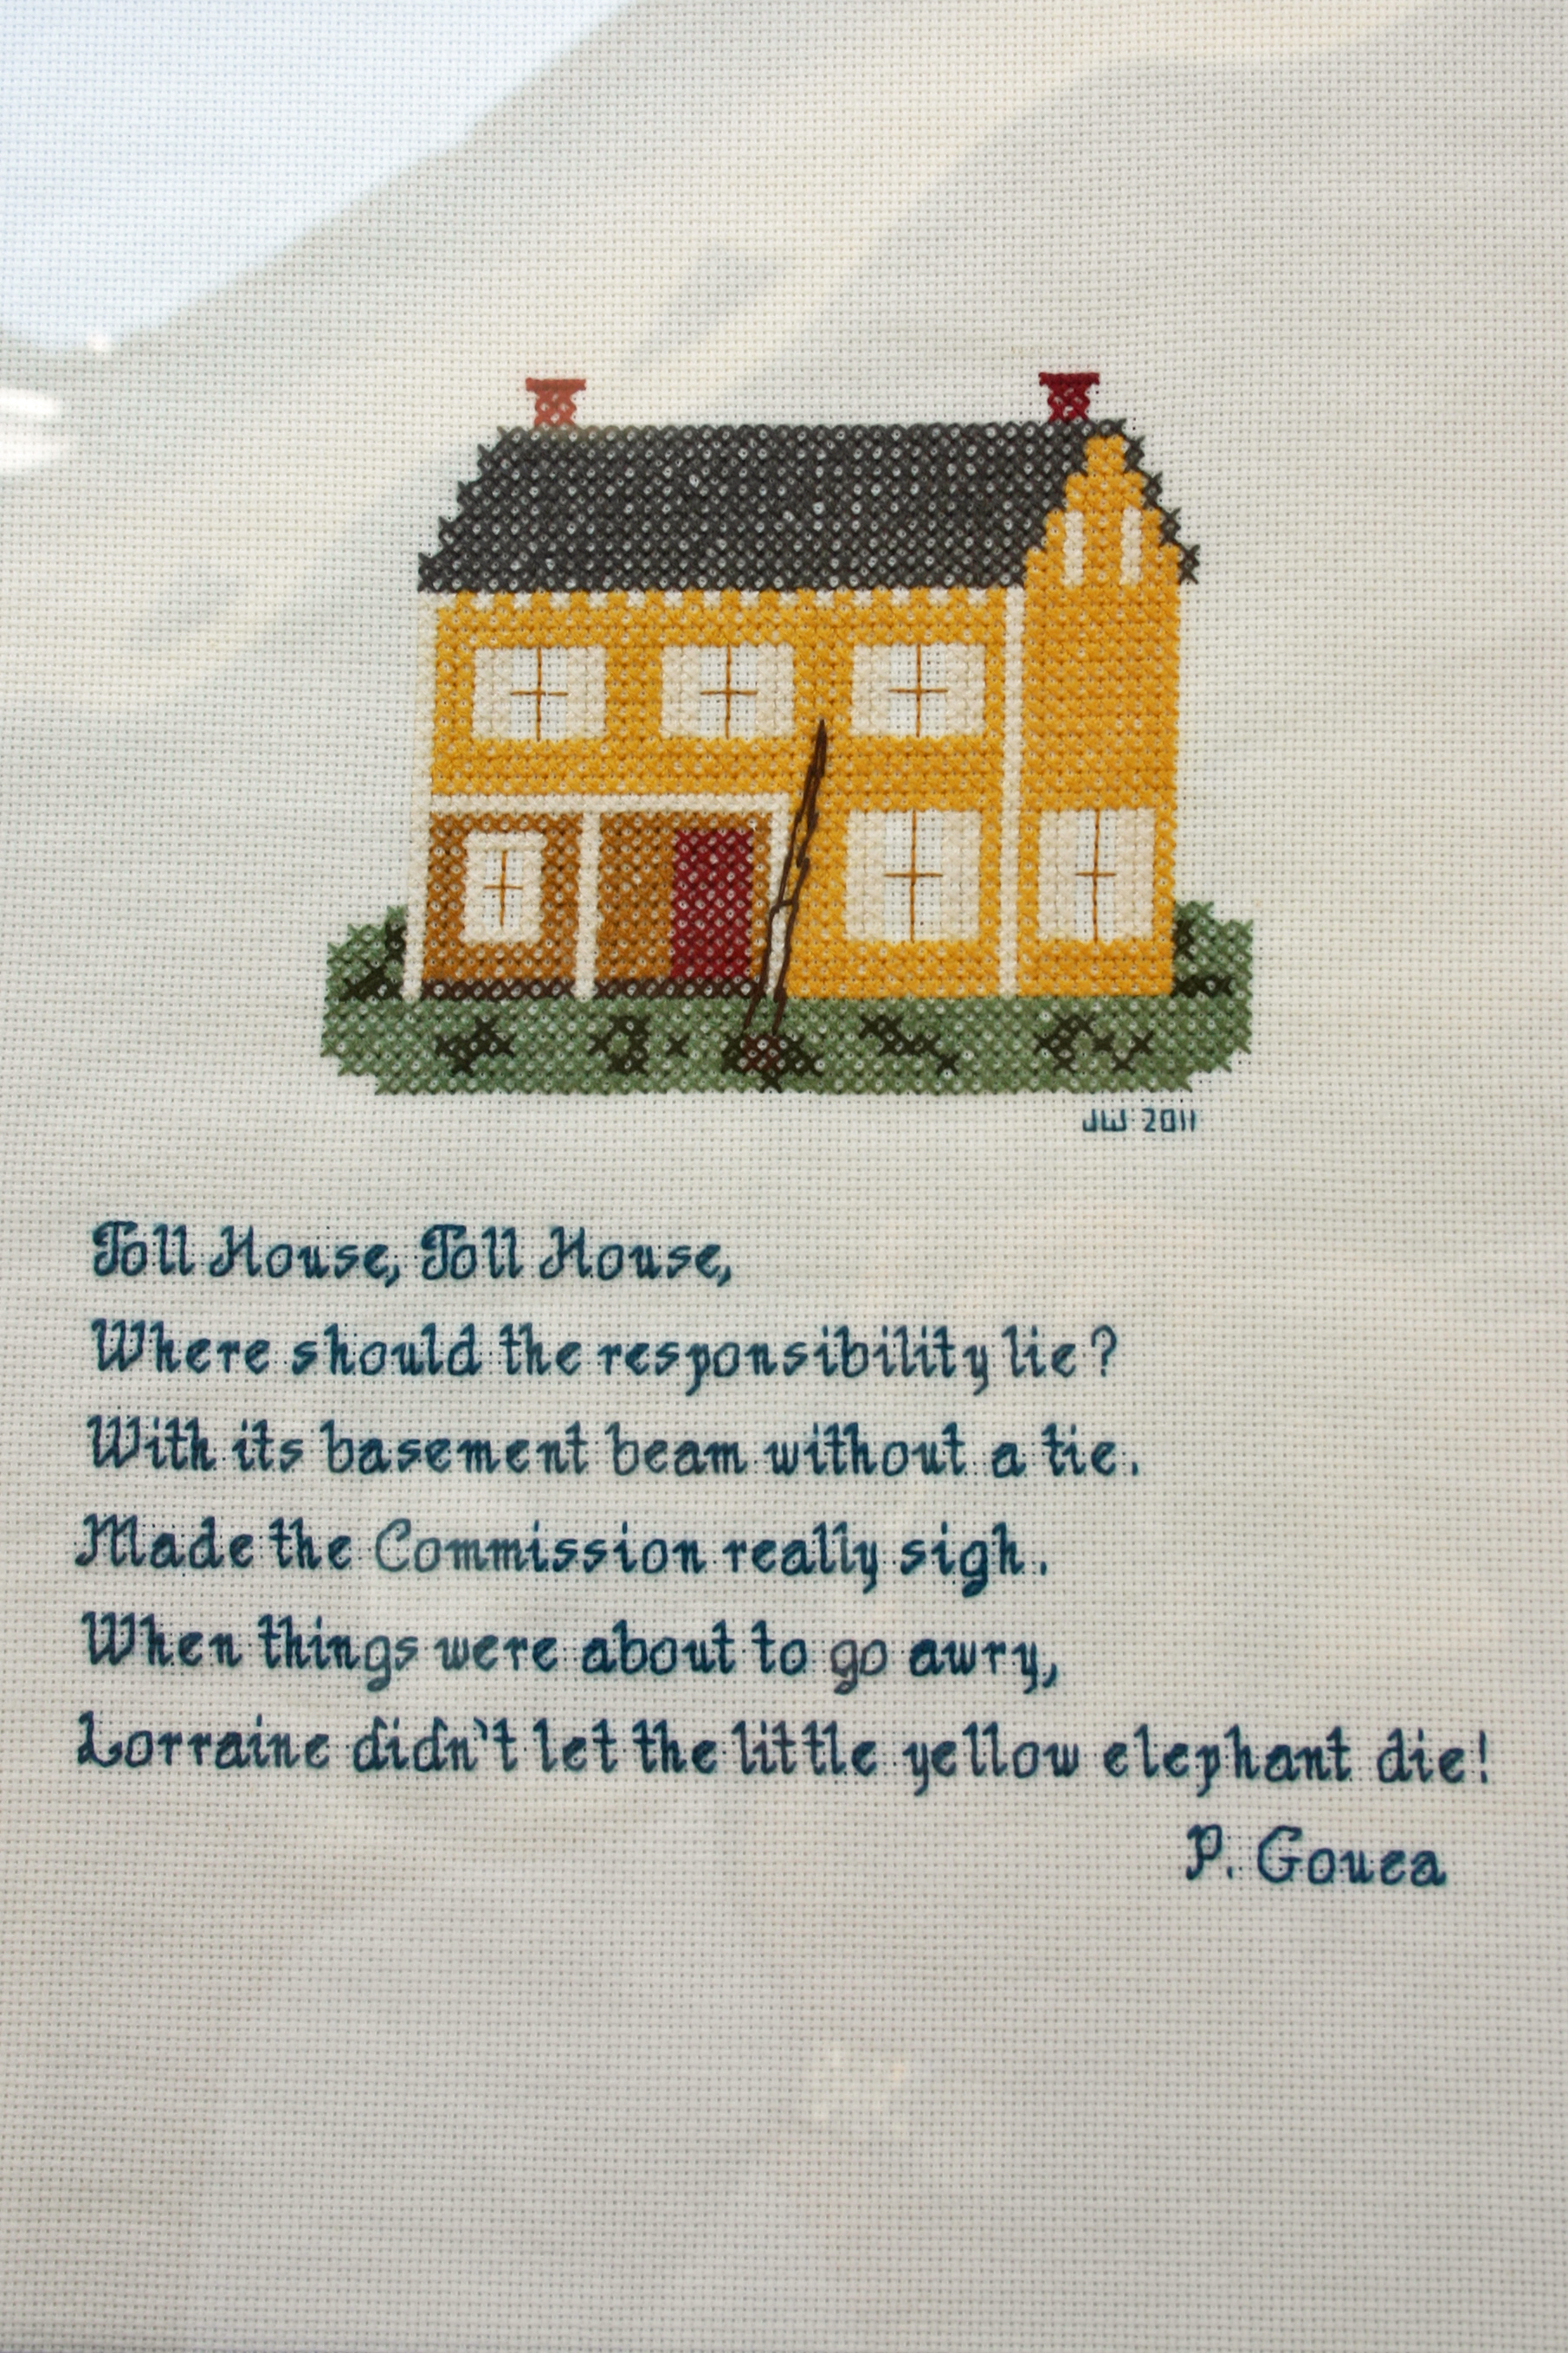 JW 2011
Toll House, Toll House,
Where should the responsibility lie?
With its basement beam without a tie.
Made the Commission really sigh.
When things were about to go awry,
Lorraine didn't let the little yellow elephant die!
P. Gouea